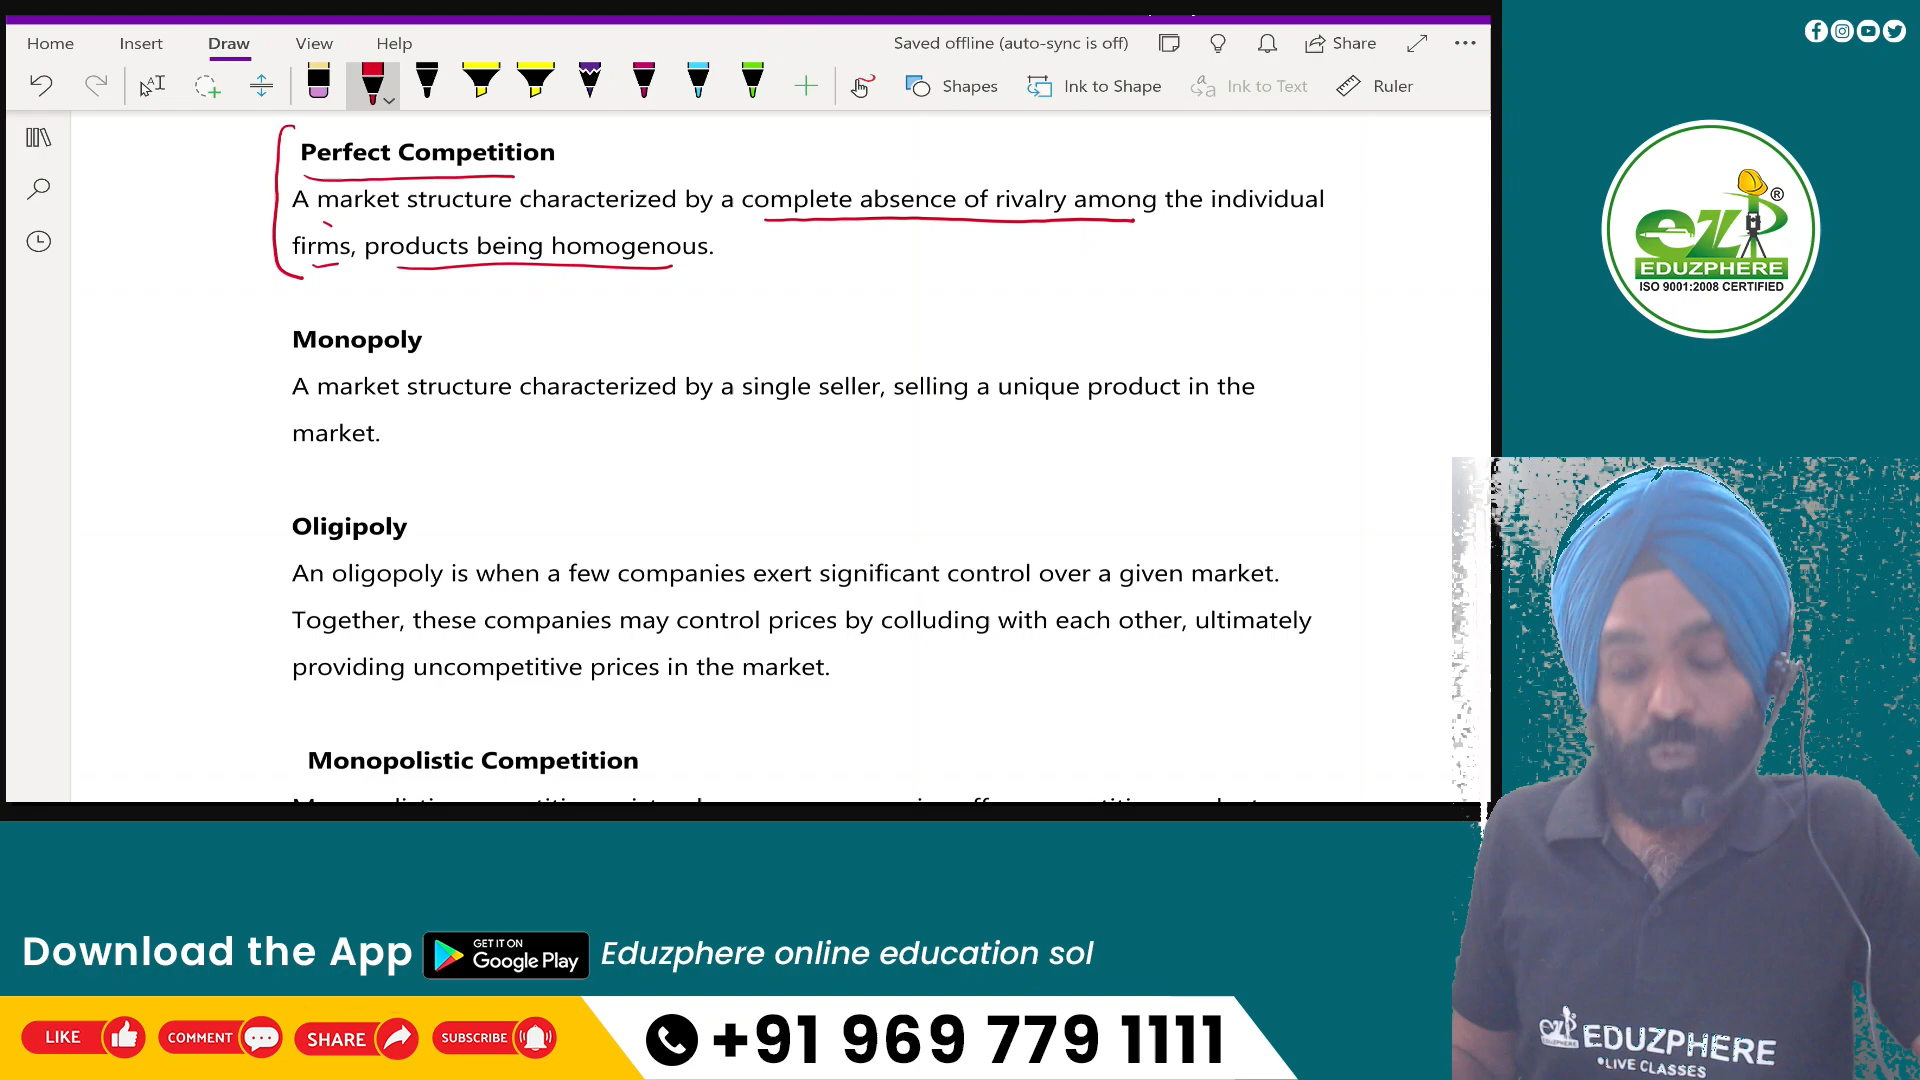 Home Insert Draw View Help Saved offline (auto-sync is off) Share
Shapes Ink to Shape Ink to Text Ruler
Perfect Competition
A market structure characterized by a complete absence of rivalry among the individual
firms, products being homogenous.
Monopoly
A market structure characterized by a single seller, selling a unique product in the
market.
Oligipoly
An oligopoly is when a few companies exert significant control over a given market.
Together, these companies may control prices by colluding with each other, ultimately
providing uncompetitive prices in the market.
Monopolistic Competition
ezp ®
EDUZPHERE
ISO 9001:2008 CERTIFIED
Download the App GET IT ON Google Play Eduzphere online education sol
LIKE COMMENT SHARE SUBSCRIBE +91 969 779 1111
EDUZPHERE
•LIVE CLASSES